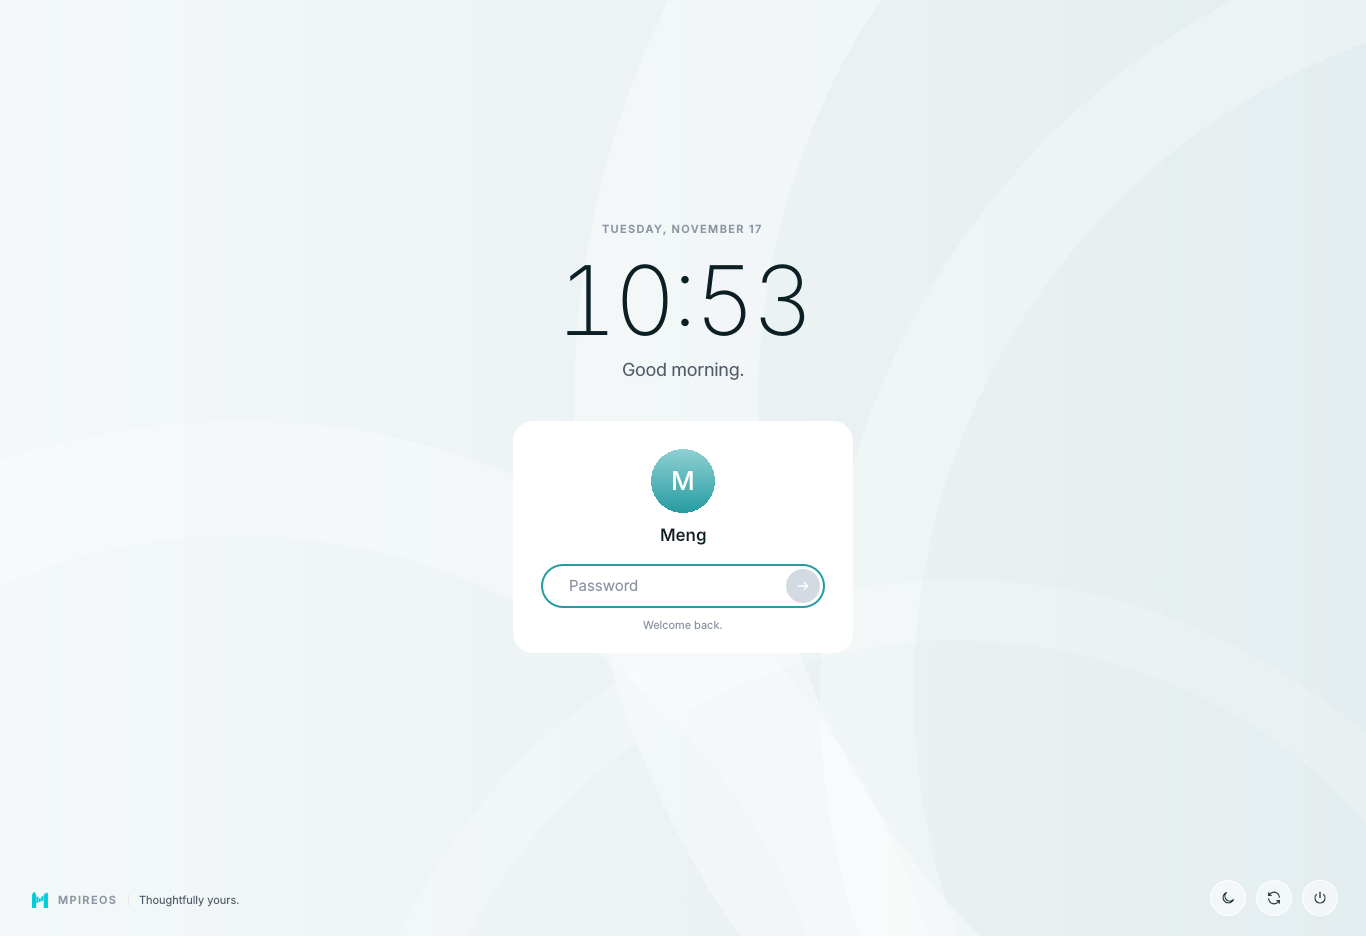 TUESDAY, NOVEMBER 17
10:53
Good morning.
M
Meng
Password
Welcome back.
MPIREOS
Thoughtfully yours.